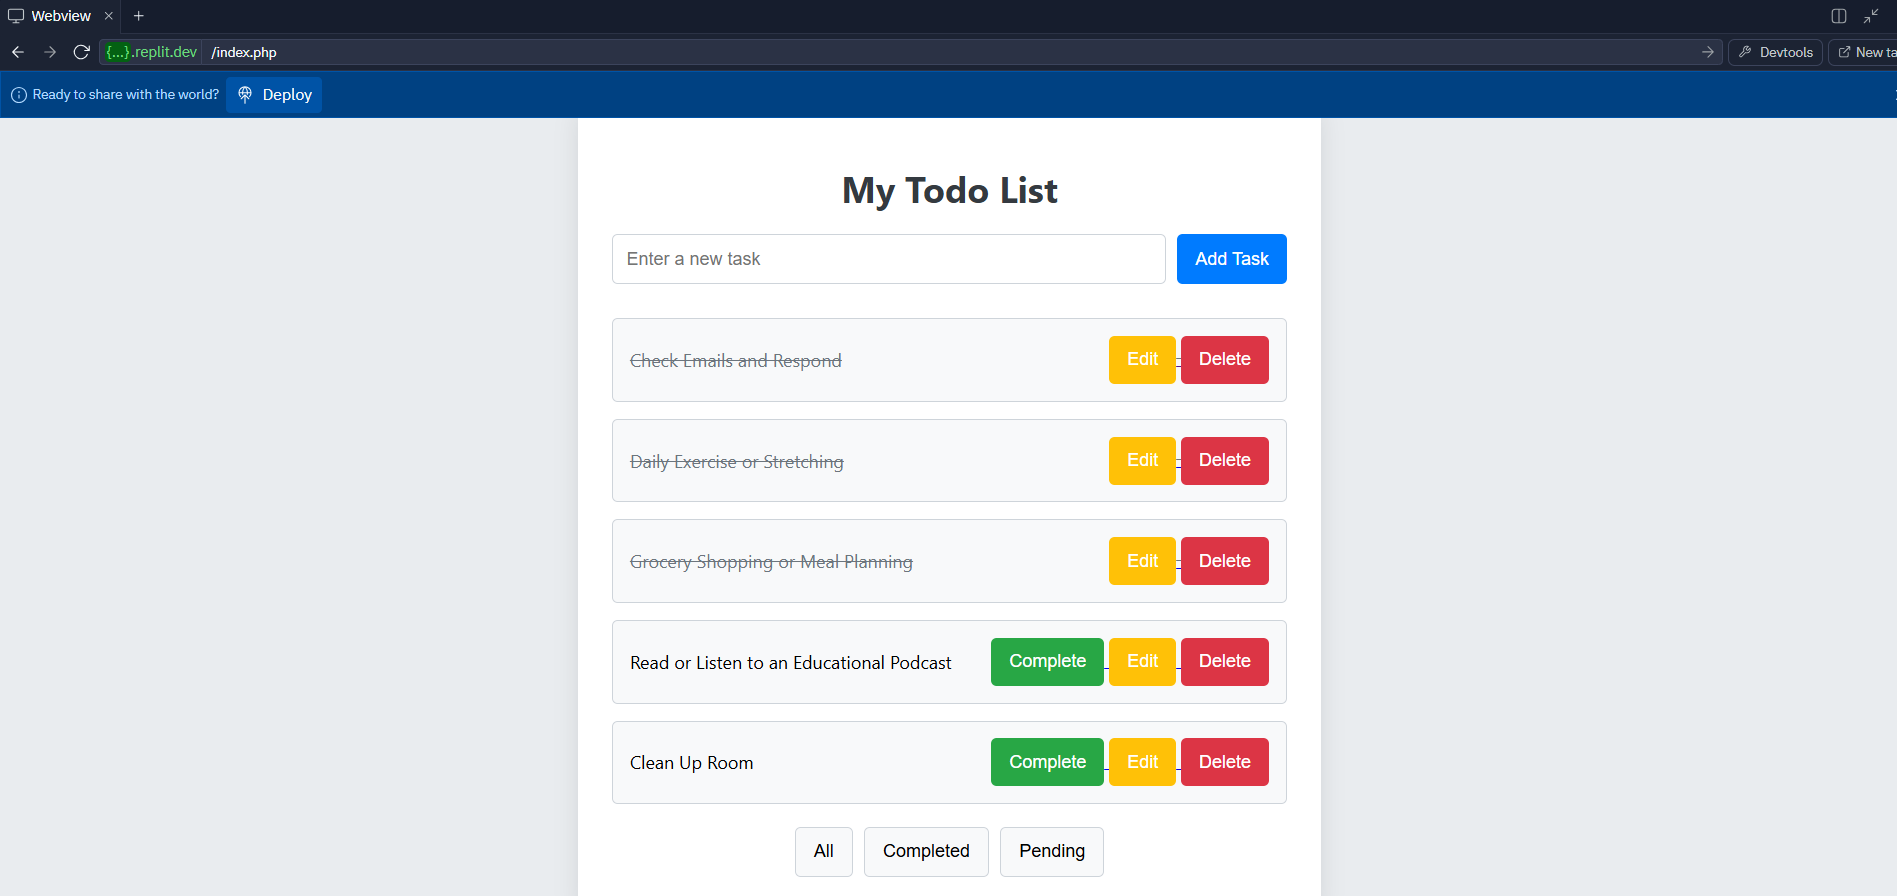 Webview
{...}.replit.dev /index.php Devtools New ta
Ready to share with the world? Deploy
My Todo List
Enter a new task Add Task
Check Emails and Respond Edit Delete
Daily Exercise or Stretching Edit Delete
Grocery Shopping or Meal Planning Edit Delete
Read or Listen to an Educational Podcast Complete Edit Delete
Clean Up Room Complete Edit Delete
All Completed Pending